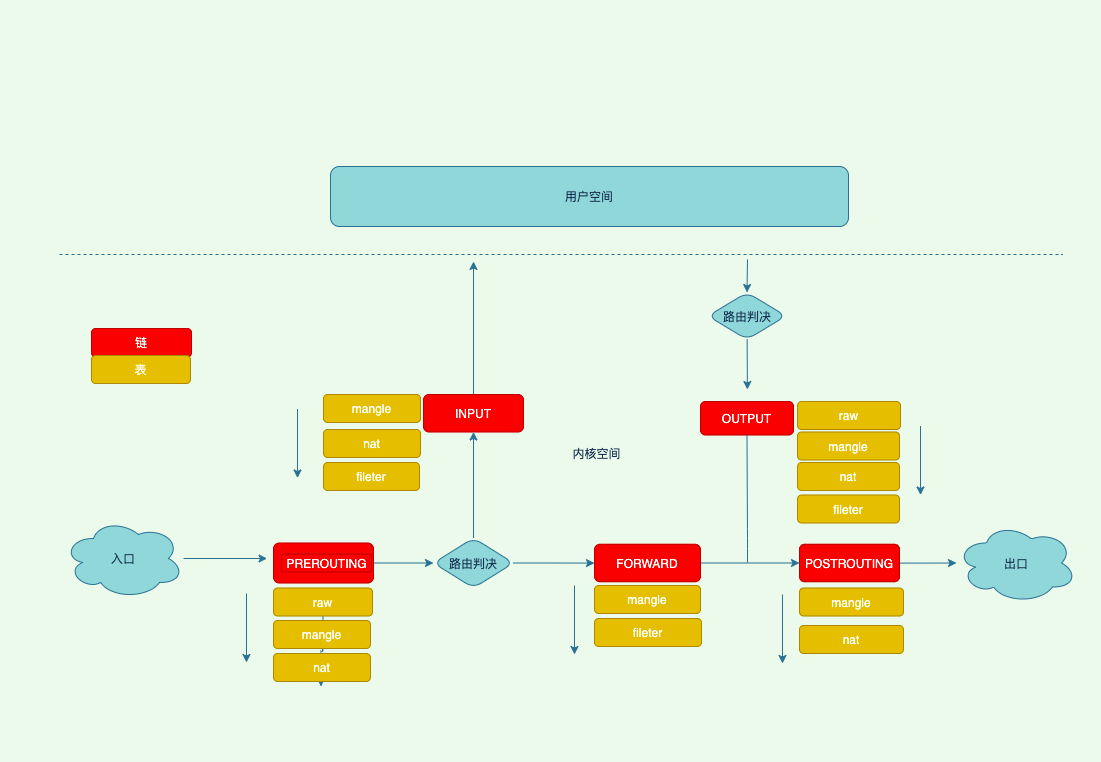 用户空间
路由判决
链
表
mangle
INPUT
nat
fileter
OUTPUT
raw
mangle
nat
fileter
内核空间
入口
PREROUTING
raw
mangle
nat
路由判决
FORWARD
mangle
fileter
POSTROUTING
mangle
nat
出口